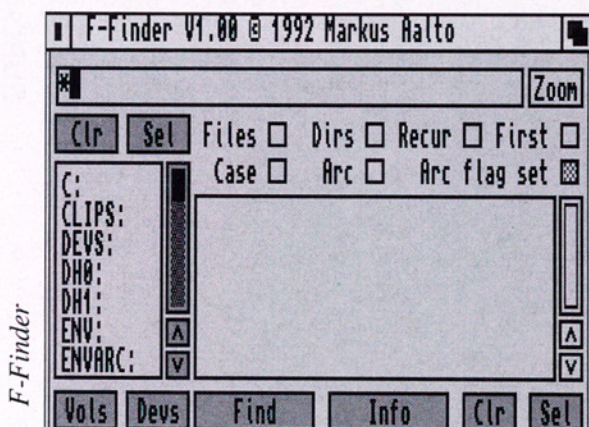 F-Finder V1.00 © 1992 Markus Aalto
*
Zoom
Clr Sel Files Dirs Recur First
Case Arc Arc flag set
C:
CLIPS:
DEVS:
DH0:
DH1:
ENV:
ENVARC:
Vols Devs Find Info Clr Sel
F-Finder